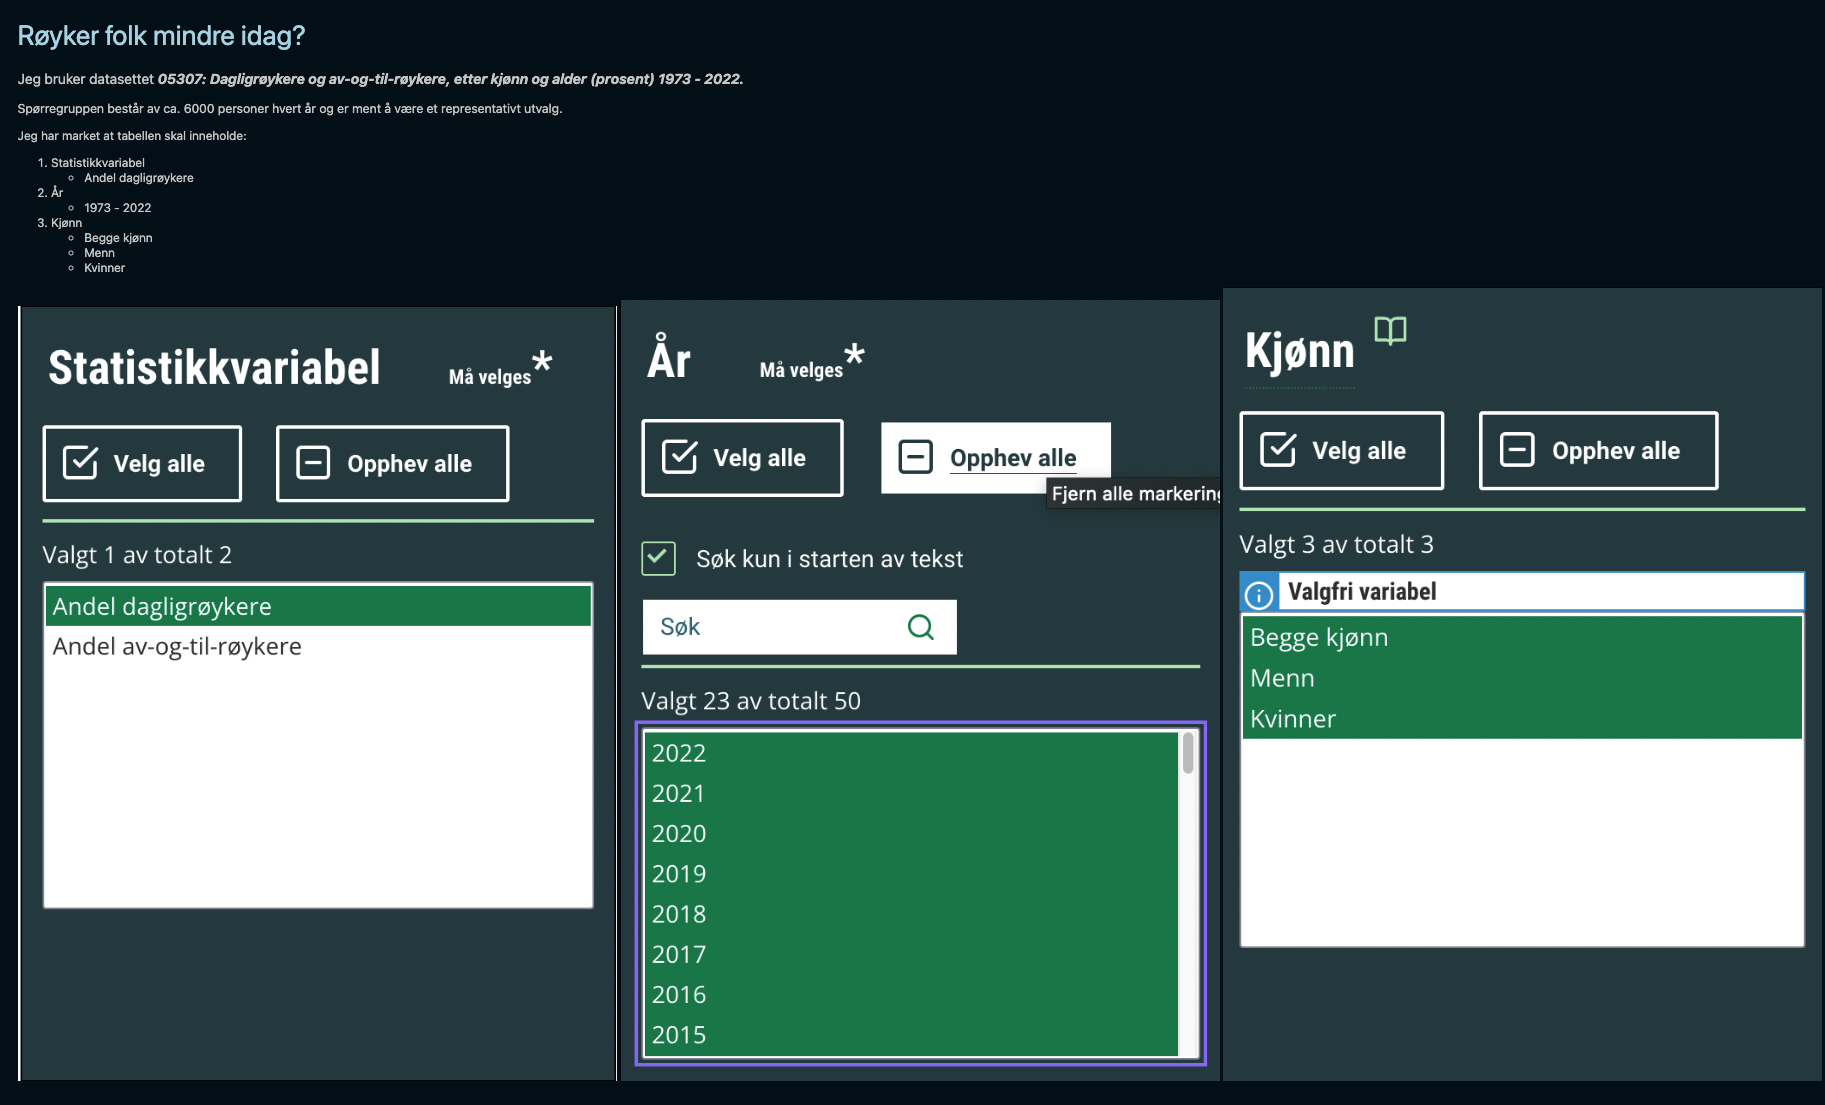 Røyker folk mindre idag?
Jeg bruker datasettet 05307: Dagligrøykere og av-og-til-røykere, etter kjønn og alder (prosent) 1973 - 2022.
Spørregruppen består av ca. 6000 personer hvert år og er ment å være et representativt utvalg.
Jeg har market at tabellen skal inneholde:
1. Statistikkvariabel
Andel dagligrøykere
2. År
1973 - 2022
3. Kjønn
Begge kjønn
Menn
Kvinner
Statistikkvariabel Må velges*
Velg alle Opphev alle
Valgt 1 av totalt 2
Andel dagligrøykere
Andel av-og-til-røykere
År Må velges*
Velg alle Opphev alle
Fjern alle markering
Søk kun i starten av tekst
Søk
Valgt 23 av totalt 50
2022
2021
2020
2019
2018
2017
2016
2015
Kjønn
Velg alle Opphev alle
Valgt 3 av totalt 3
Valgfri variabel
Begge kjønn
Menn
Kvinner